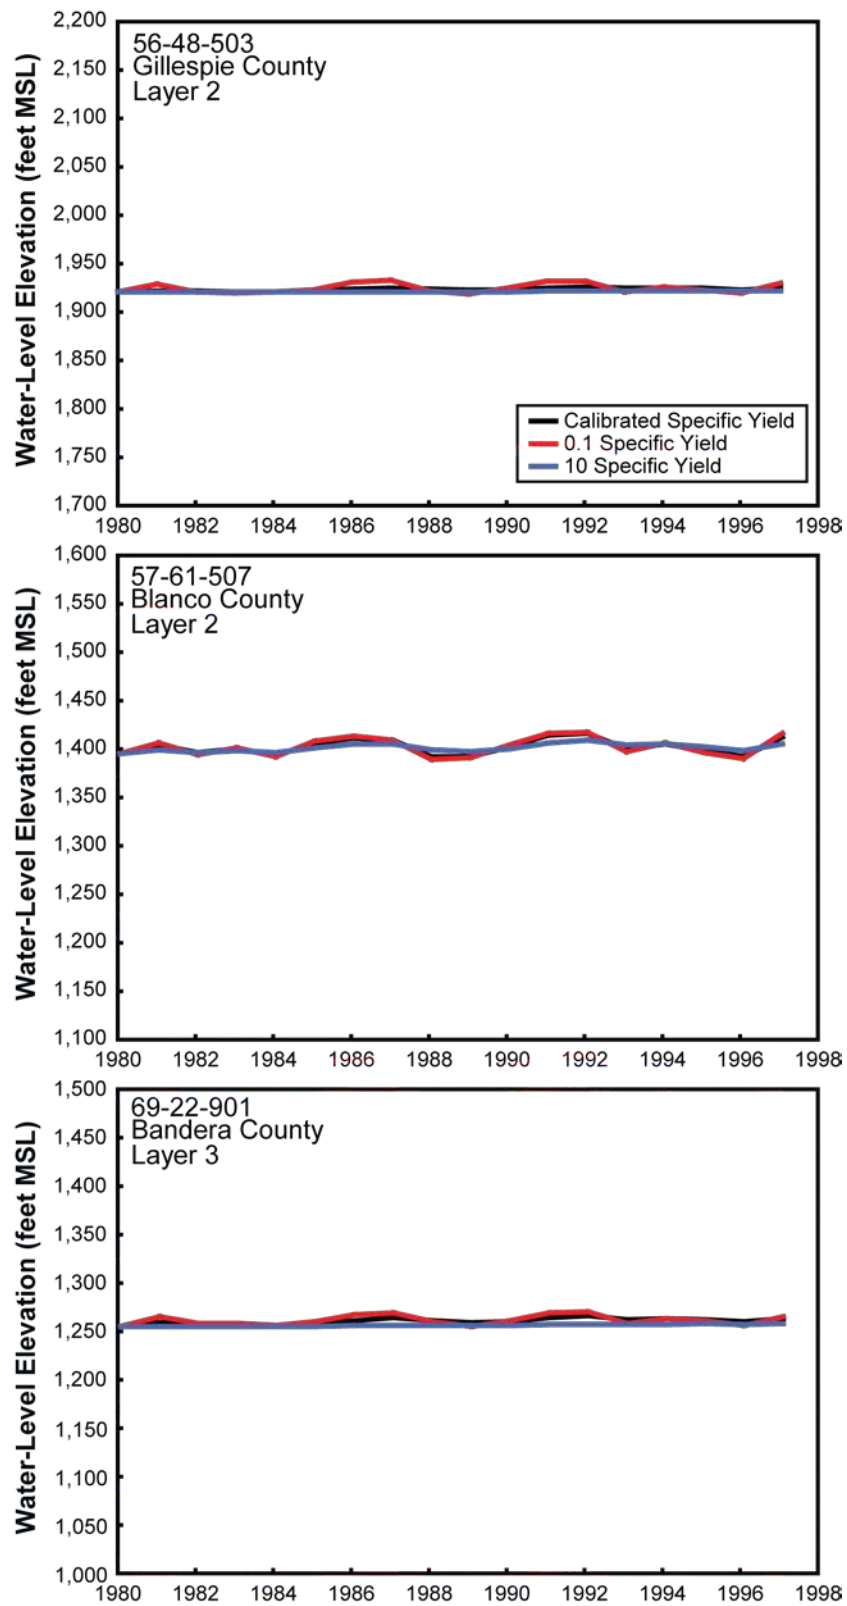 Water-Level Elevation (feet MSL)
2,200
2,150
2,100
2,050
2,000
1,950
1,900
1,850
1,800
1,750
1,700
56-48-503
Gillespie County
Layer 2
Calibrated Specific Yield
0.1 Specific Yield
10 Specific Yield
1980 1982 1984 1986 1988 1990 1992 1994 1996 1998
Water-Level Elevation (feet MSL)
1,600
1,550
1,500
1,450
1,400
1,350
1,300
1,250
1,200
1,150
1,100
57-61-507
Blanco County
Layer 2
1980 1982 1984 1986 1988 1990 1992 1994 1996 1998
Water-Level Elevation (feet MSL)
1,500
1,450
1,400
1,350
1,300
1,250
1,200
1,150
1,100
1,050
1,000
69-22-901
Bandera County
Layer 3
1980 1982 1984 1986 1988 1990 1992 1994 1996 1998